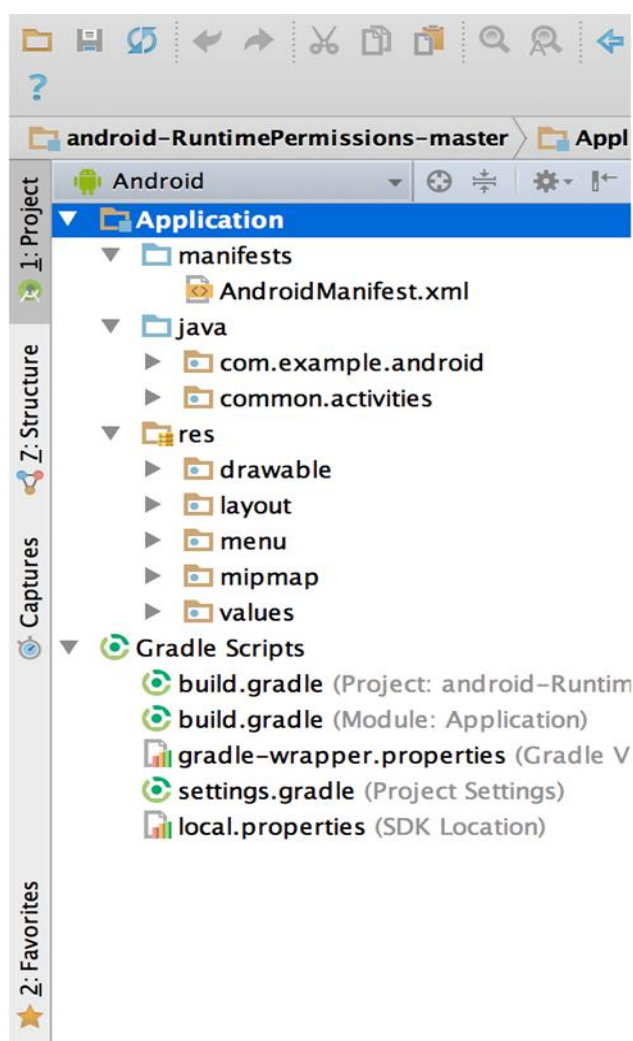 ?
android-RuntimePermissions-master Appl
Android
Application
manifests
AndroidManifest.xml
java
com.example.android
common.activities
res
drawable
layout
menu
mipmap
values
Gradle Scripts
build.gradle (Project: android-Runtim
build.gradle (Module: Application)
gradle-wrapper.properties (Gradle V
settings.gradle (Project Settings)
local.properties (SDK Location)
1: Project
7: Structure
Captures
2: Favorites